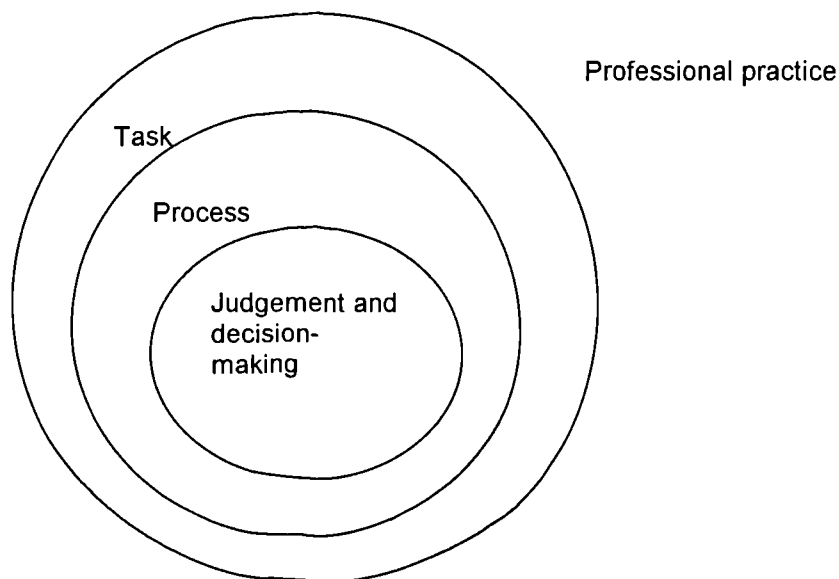 Professional practice
Task
Process
Judgement and
decision-
making